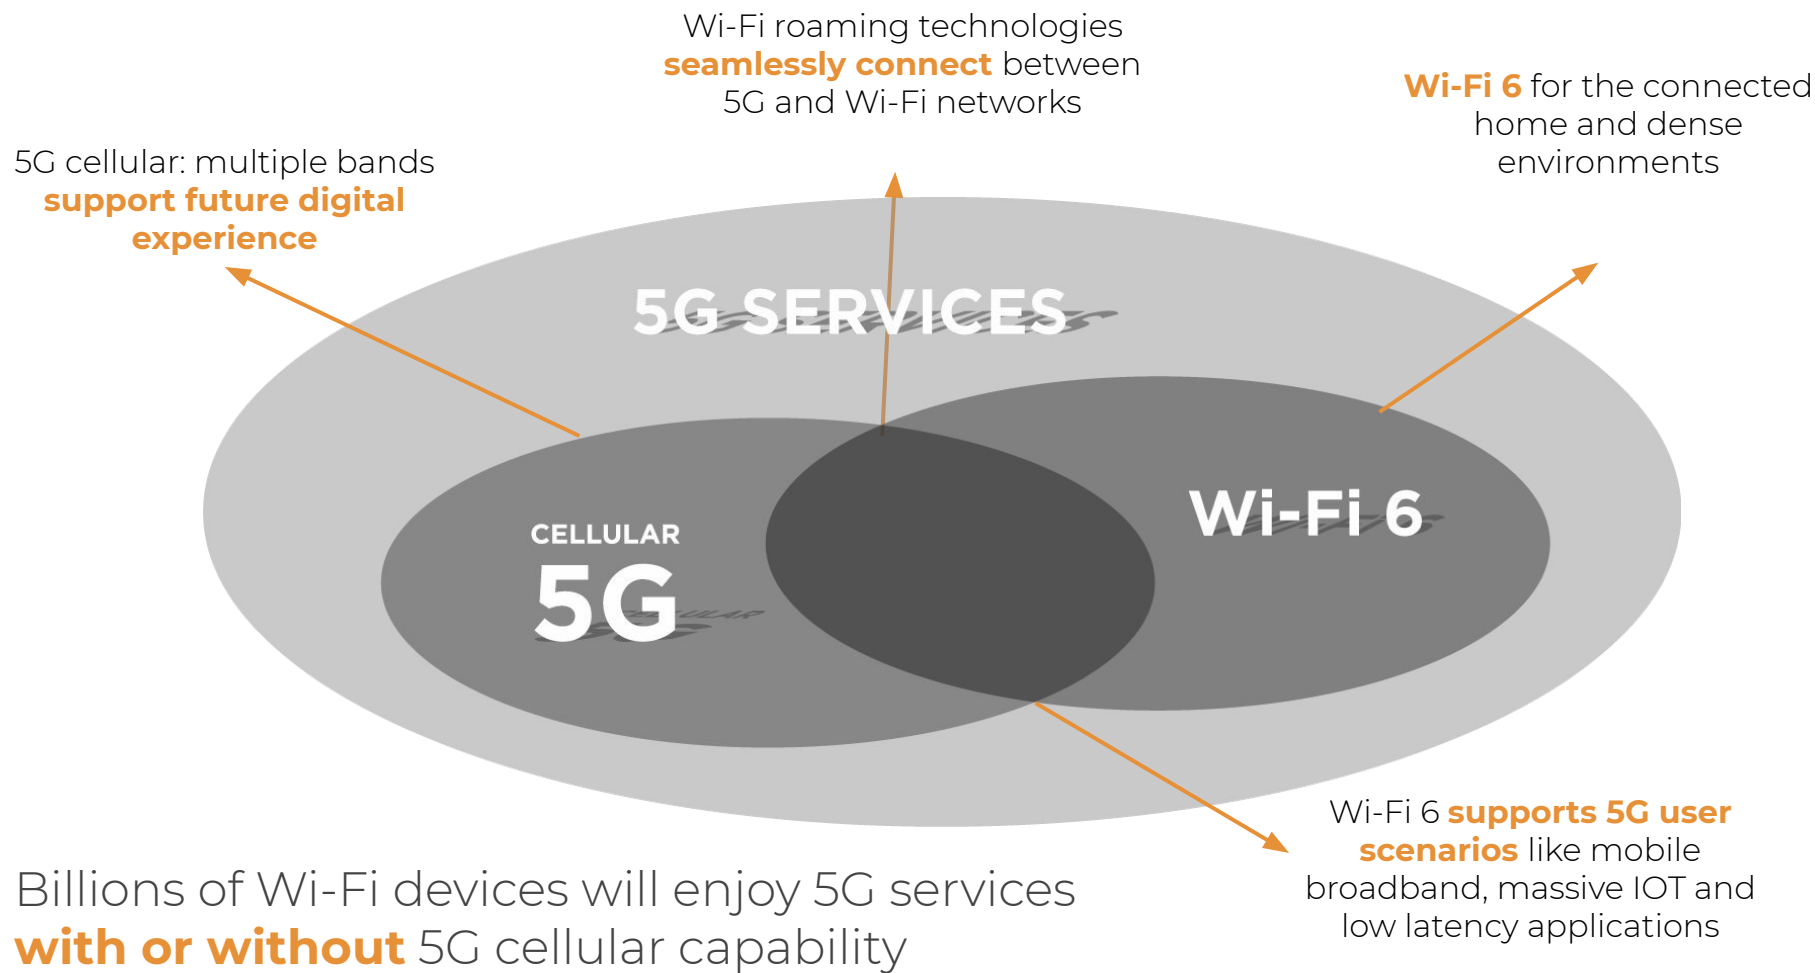 Wi-Fi roaming technologies
seamlessly connect between
5G and Wi-Fi networks
Wi-Fi 6 for the connected
home and dense
environments
5G cellular: multiple bands
support future digital
experience
5G SERVICES
CELLULAR
5G
Wi-Fi 6
Wi-Fi 6 supports 5G user
scenarios like mobile
broadband, massive IOT and
low latency applications
Billions of Wi-Fi devices will enjoy 5G services
with or without 5G cellular capability